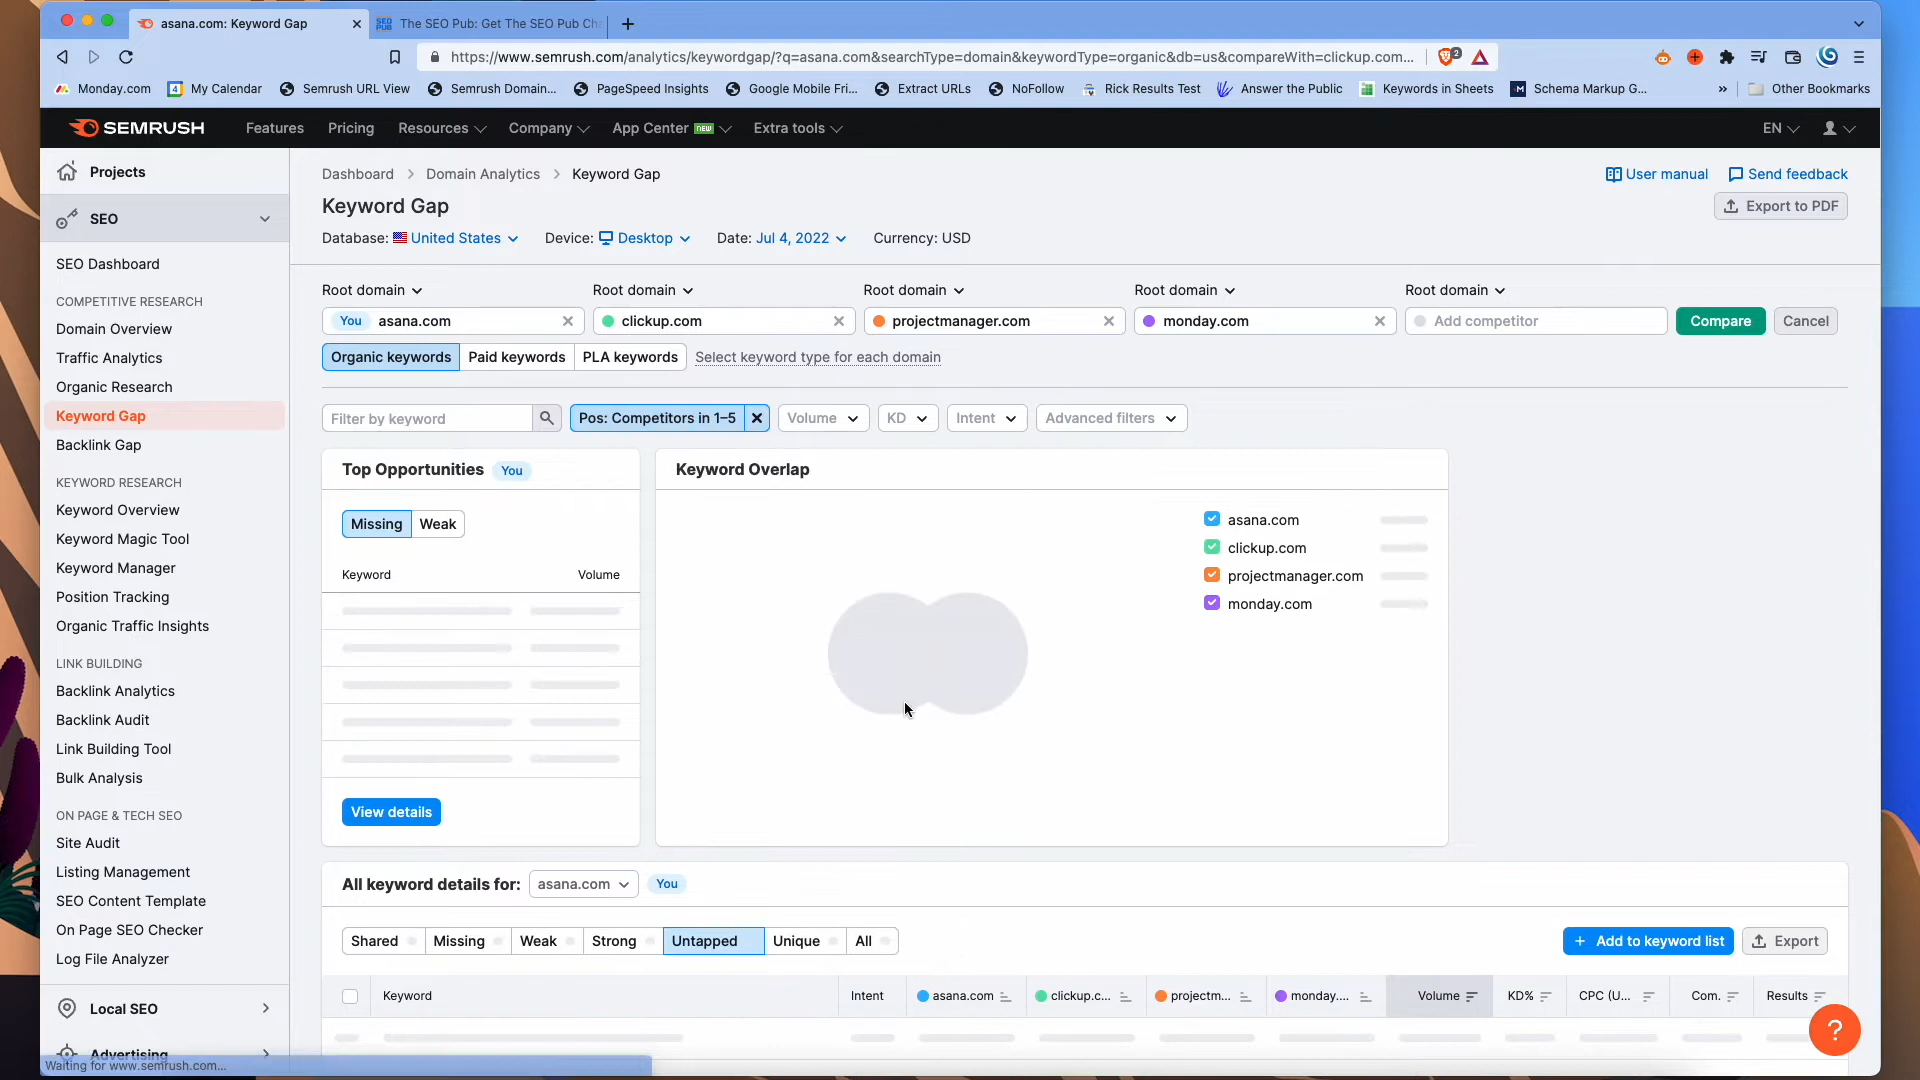 asana.com: Keyword Gap
The SEO Pub: Get The SEO Pub Ch
https://www.semrush.com/analytics/keywordgap/?q=asana.com&searchType=domain&keywordType=organic&db=us&compareWith=clickup.com...
2
Monday.com My Calendar Semrush URL View Semrush Domain... PageSpeed Insights Google Mobile Fri... Extract URLs NoFollow Rick Results Test Answer the Public Keywords in Sheets Schema Markup G... » Other Bookmarks
SEMRUSH Features Pricing Resources Company App Center NEW Extra tools EN
Projects
SEO
SEO Dashboard
COMPETITIVE RESEARCH
Domain Overview
Traffic Analytics
Organic Research
Keyword Gap
Backlink Gap
KEYWORD RESEARCH
Keyword Overview
Keyword Magic Tool
Keyword Manager
Position Tracking
Organic Traffic Insights
LINK BUILDING
Backlink Analytics
Backlink Audit
Link Building Tool
Bulk Analysis
ON PAGE & TECH SEO
Site Audit
Listing Management
SEO Content Template
On Page SEO Checker
Log File Analyzer
Local SEO
Advertising
Waiting for www.semrush.com...
Dashboard > Domain Analytics > Keyword Gap
User manual Send feedback
Keyword Gap
Export to PDF
Database: United States Device: Desktop Date: Jul 4, 2022 Currency: USD
Root domain Root domain Root domain Root domain Root domain
You asana.com clickup.com projectmanager.com monday.com Add competitor Compare Cancel
Organic keywords Paid keywords PLA keywords Select keyword type for each domain
Filter by keyword Pos: Competitors in 1–5 Volume KD Intent Advanced filters
Top Opportunities You
Missing Weak
Keyword Volume
View details
Keyword Overlap
asana.com
clickup.com
projectmanager.com
monday.com
All keyword details for: asana.com You
Shared Missing Weak Strong Untapped Unique All
+ Add to keyword list Export
Keyword Intent asana.com clickup.c... projectm... monday.... Volume KD% CPC (U... Com. Results
?